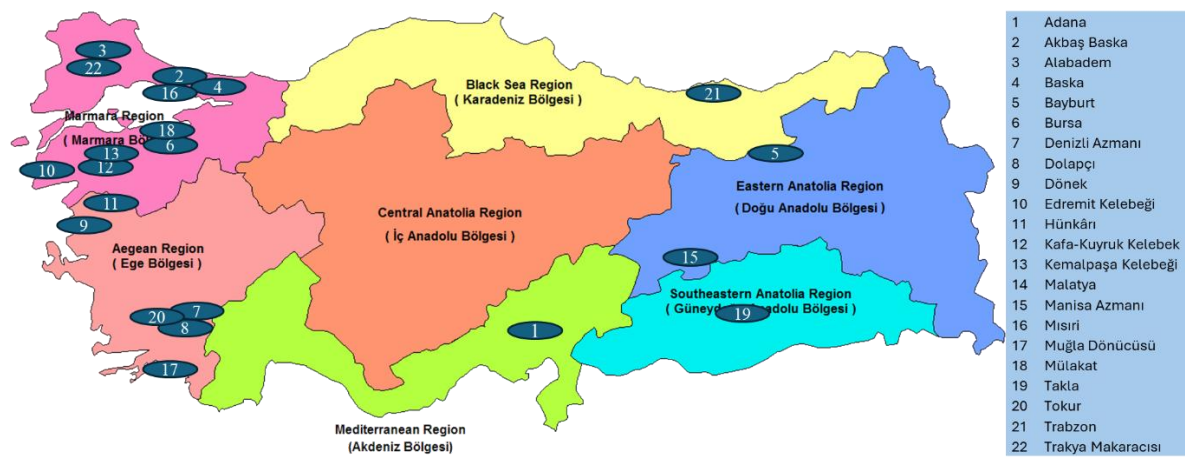 3
22
2
4
16
Black Sea Region
( Karadeniz Bölgesi )
21
Marmara Region
18
( Marmara Böl
6
13
12
10
5
11
9
Eastern Anatolia Region
( Doğu Anadolu Bölgesi )
Central Anatolia Region
( İç Anadolu Bölgesi )
Aegean Region
( Ege Bölgesi )
15
Southeastern Anatolia Region
( Güneyd
19
adolu Bölgesi )
7
20
8
1
17
Mediterranean Region
(Akdeniz Bölgesi)
1 Adana
2 Akbaş Baska
3 Alabadem
4 Baska
5 Bayburt
6 Bursa
7 Denizli Azmanı
8 Dolapçı
9 Dönek
10 Edremit Kelebeği
11 Hünkârı
12 Kafa-Kuyruk Kelebek
13 Kemalpaşa Kelebeği
14 Malatya
15 Manisa Azmanı
16 Mısıri
17 Muğla Dönücüsü
18 Mülakat
19 Takla
20 Tokur
21 Trabzon
22 Trakya Makaracısı